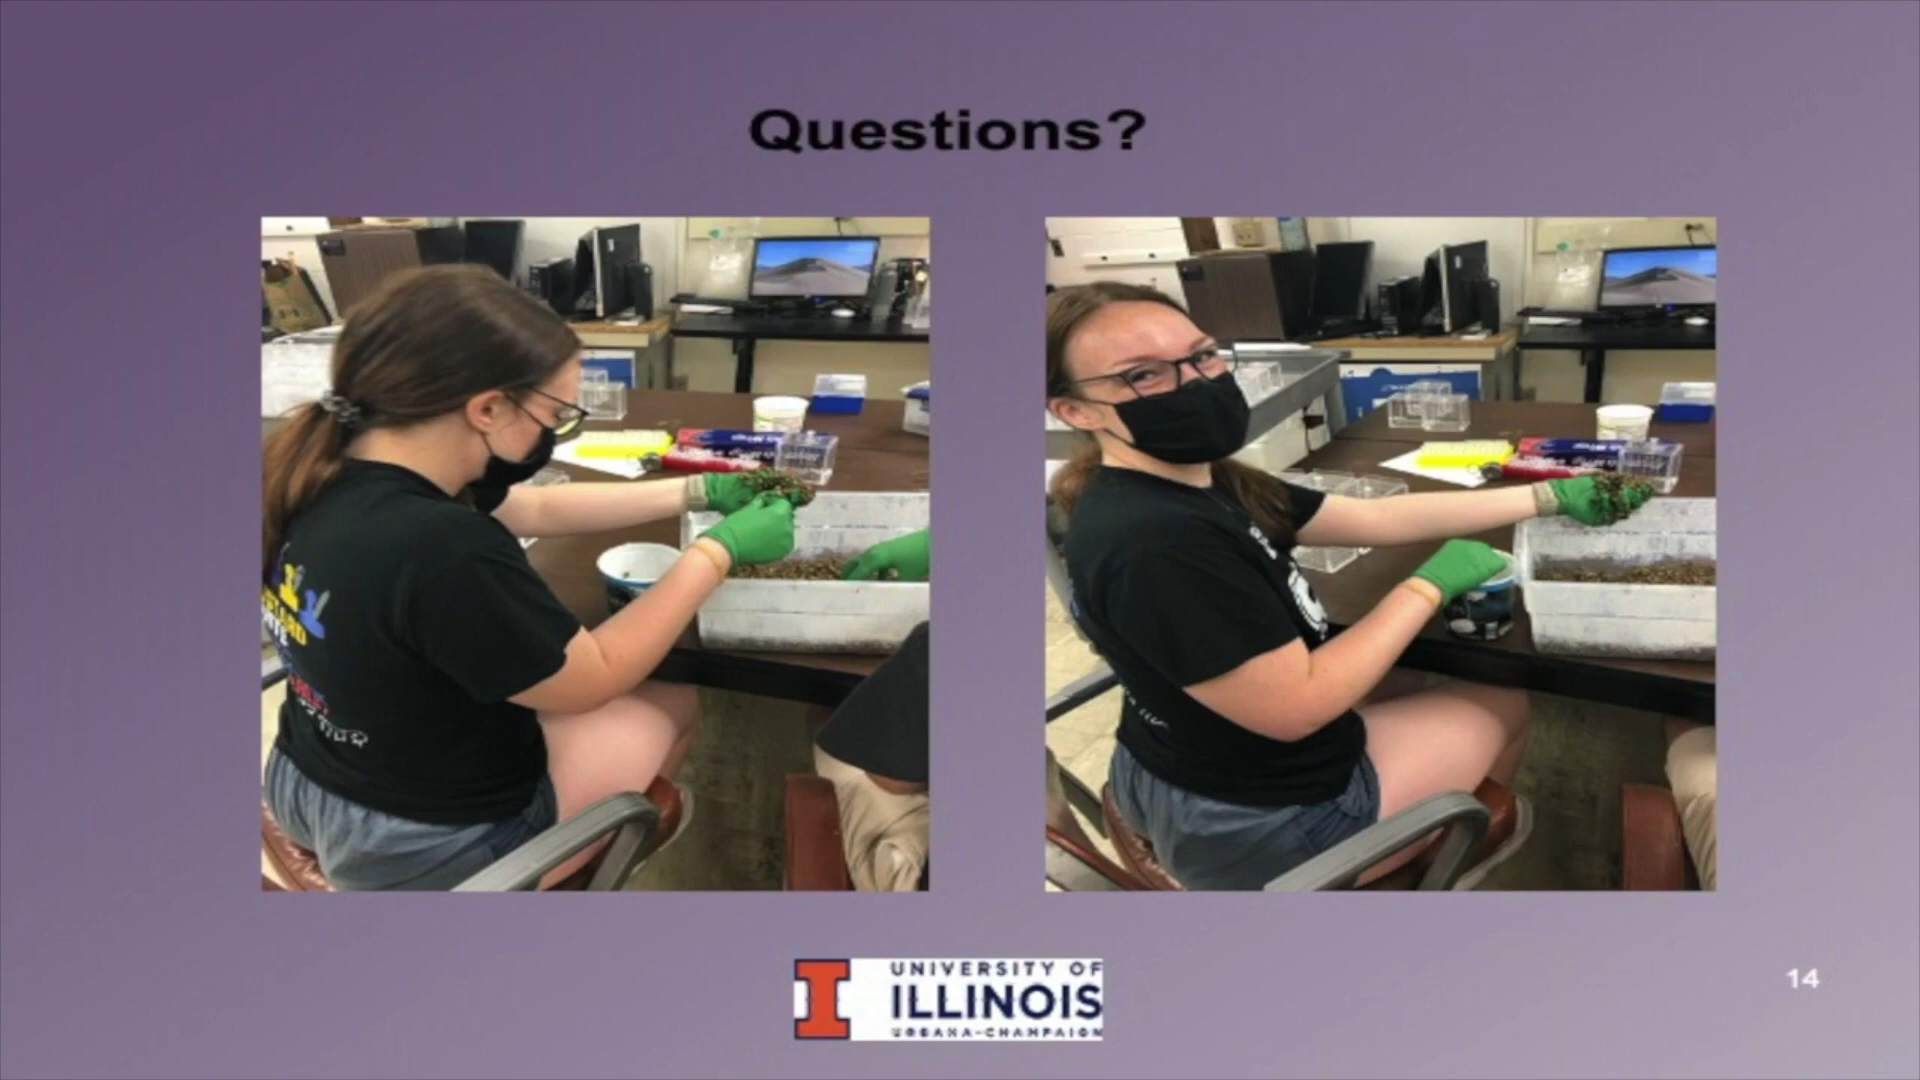 Questions?
UNIVERSITY OF
ILLINOIS
URBANA-CHAMPAIGN
14